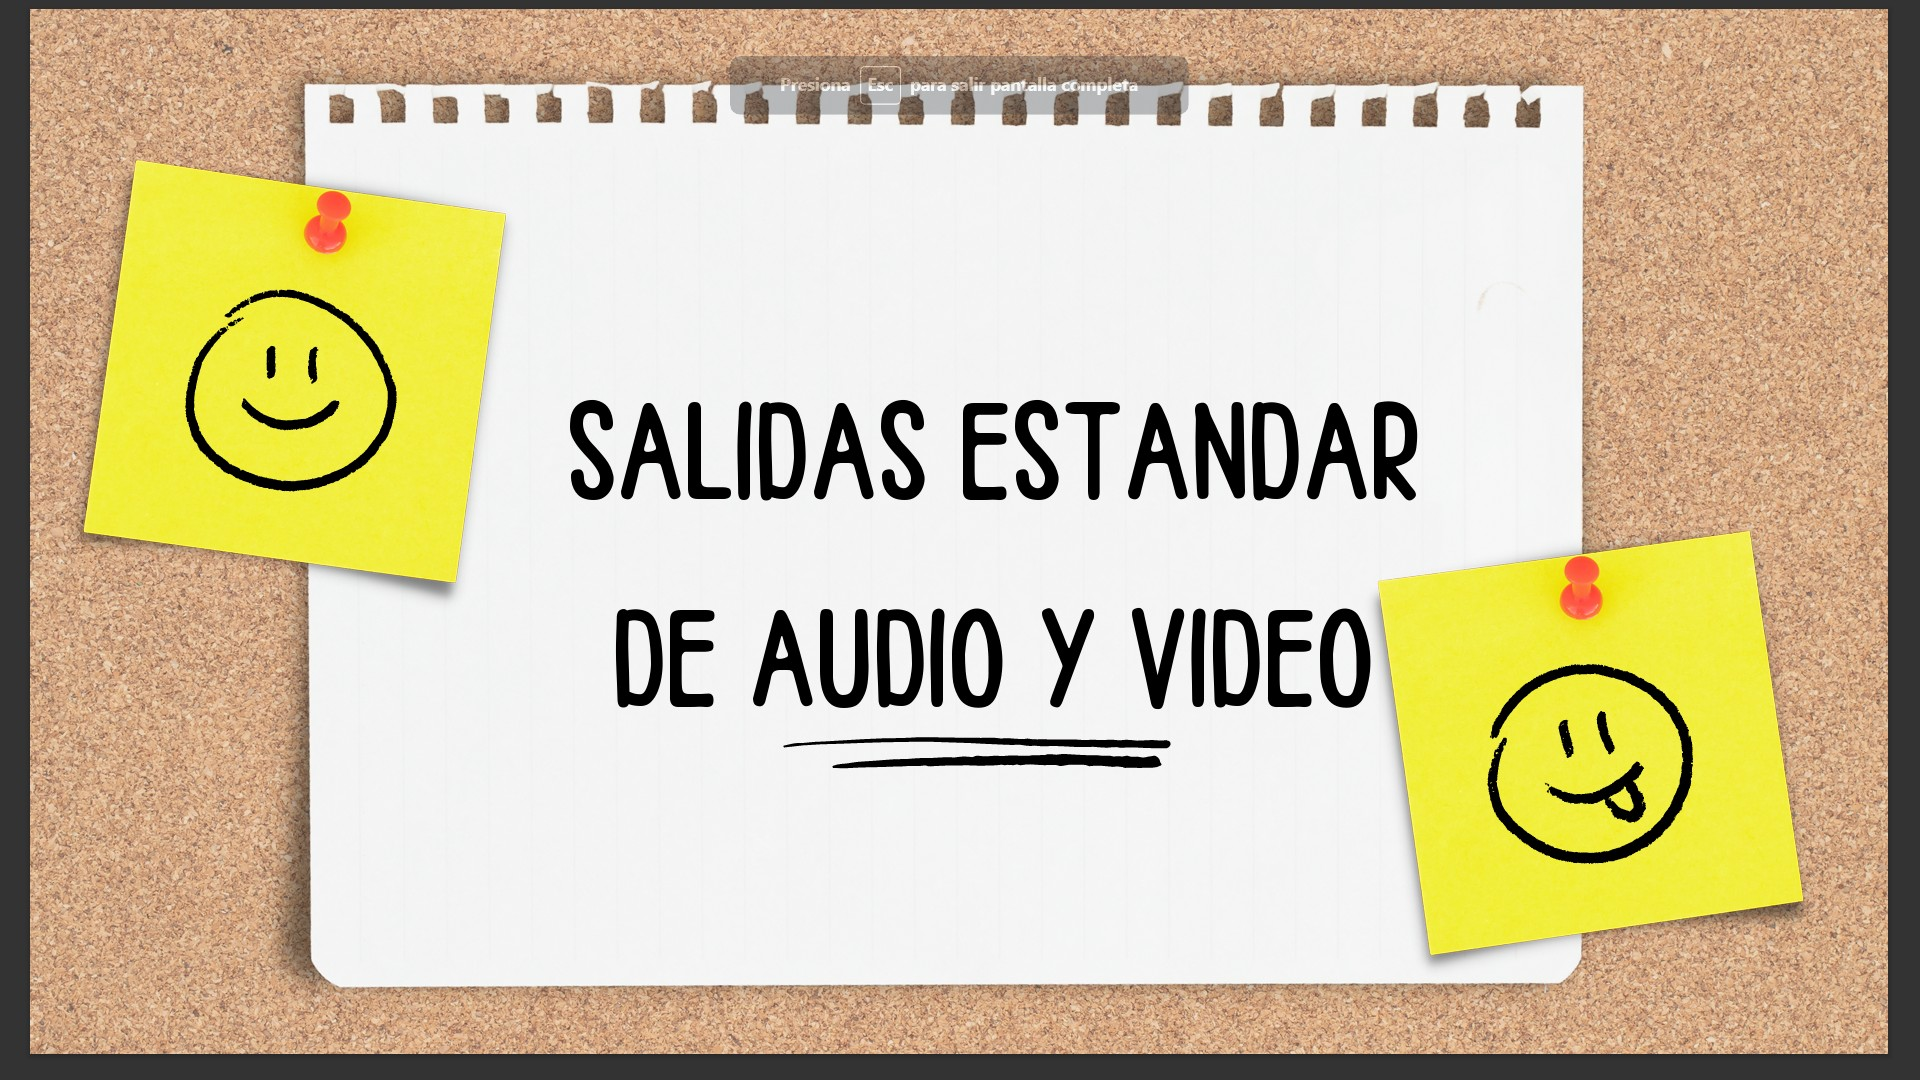 Presiona Esc para salir pantalla completa
SALIDAS ESTANDAR
DE AUDIO Y VIDEO